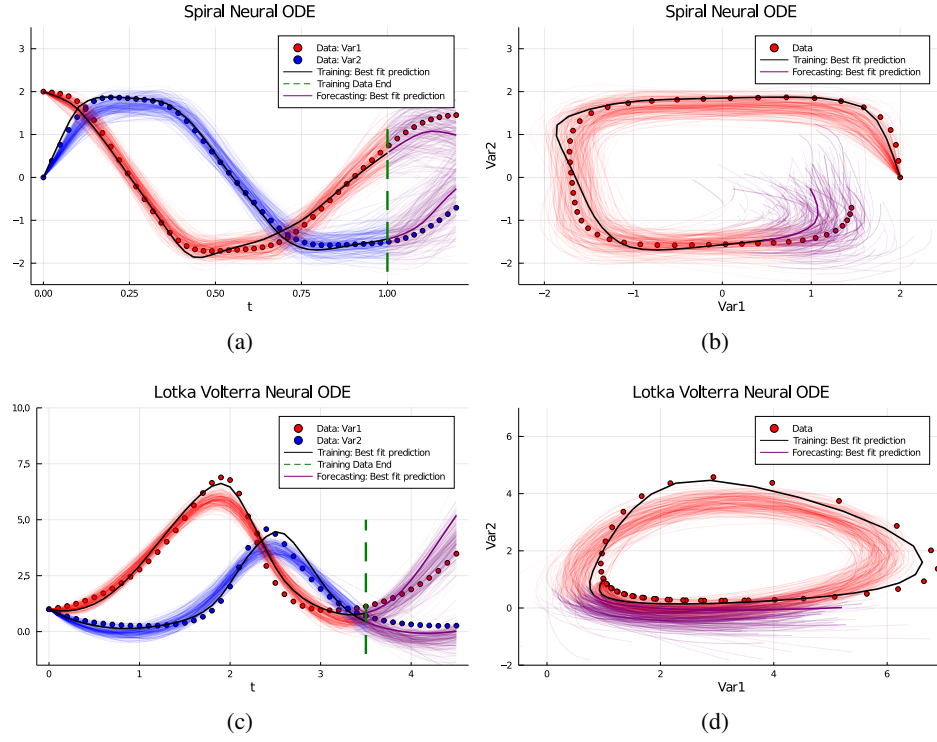 Spiral Neural ODE
3
2
1
0
−1
−2
Data: Var1
Data: Var2
Training: Best fit prediction
Training Data End
Forecasting: Best fit prediction
0.00
0.25
0.50
0.75
1.00
t
(a)
Spiral Neural ODE
Var2
3
2
1
0
−1
−2
Data
Training: Best fit prediction
Forecasting: Best fit prediction
−2
−1
0
1
2
Var1
(b)
Lotka Volterra Neural ODE
10.0
7.5
5.0
2.5
0.0
Data: Var1
Data: Var2
Training: Best fit prediction
Training Data End
Forecasting: Best fit prediction
0
1
2
3
4
t
(c)
Lotka Volterra Neural ODE
Var2
6
4
2
0
−2
Data
Training: Best fit prediction
Forecasting: Best fit prediction
0
2
4
6
Var1
(d)